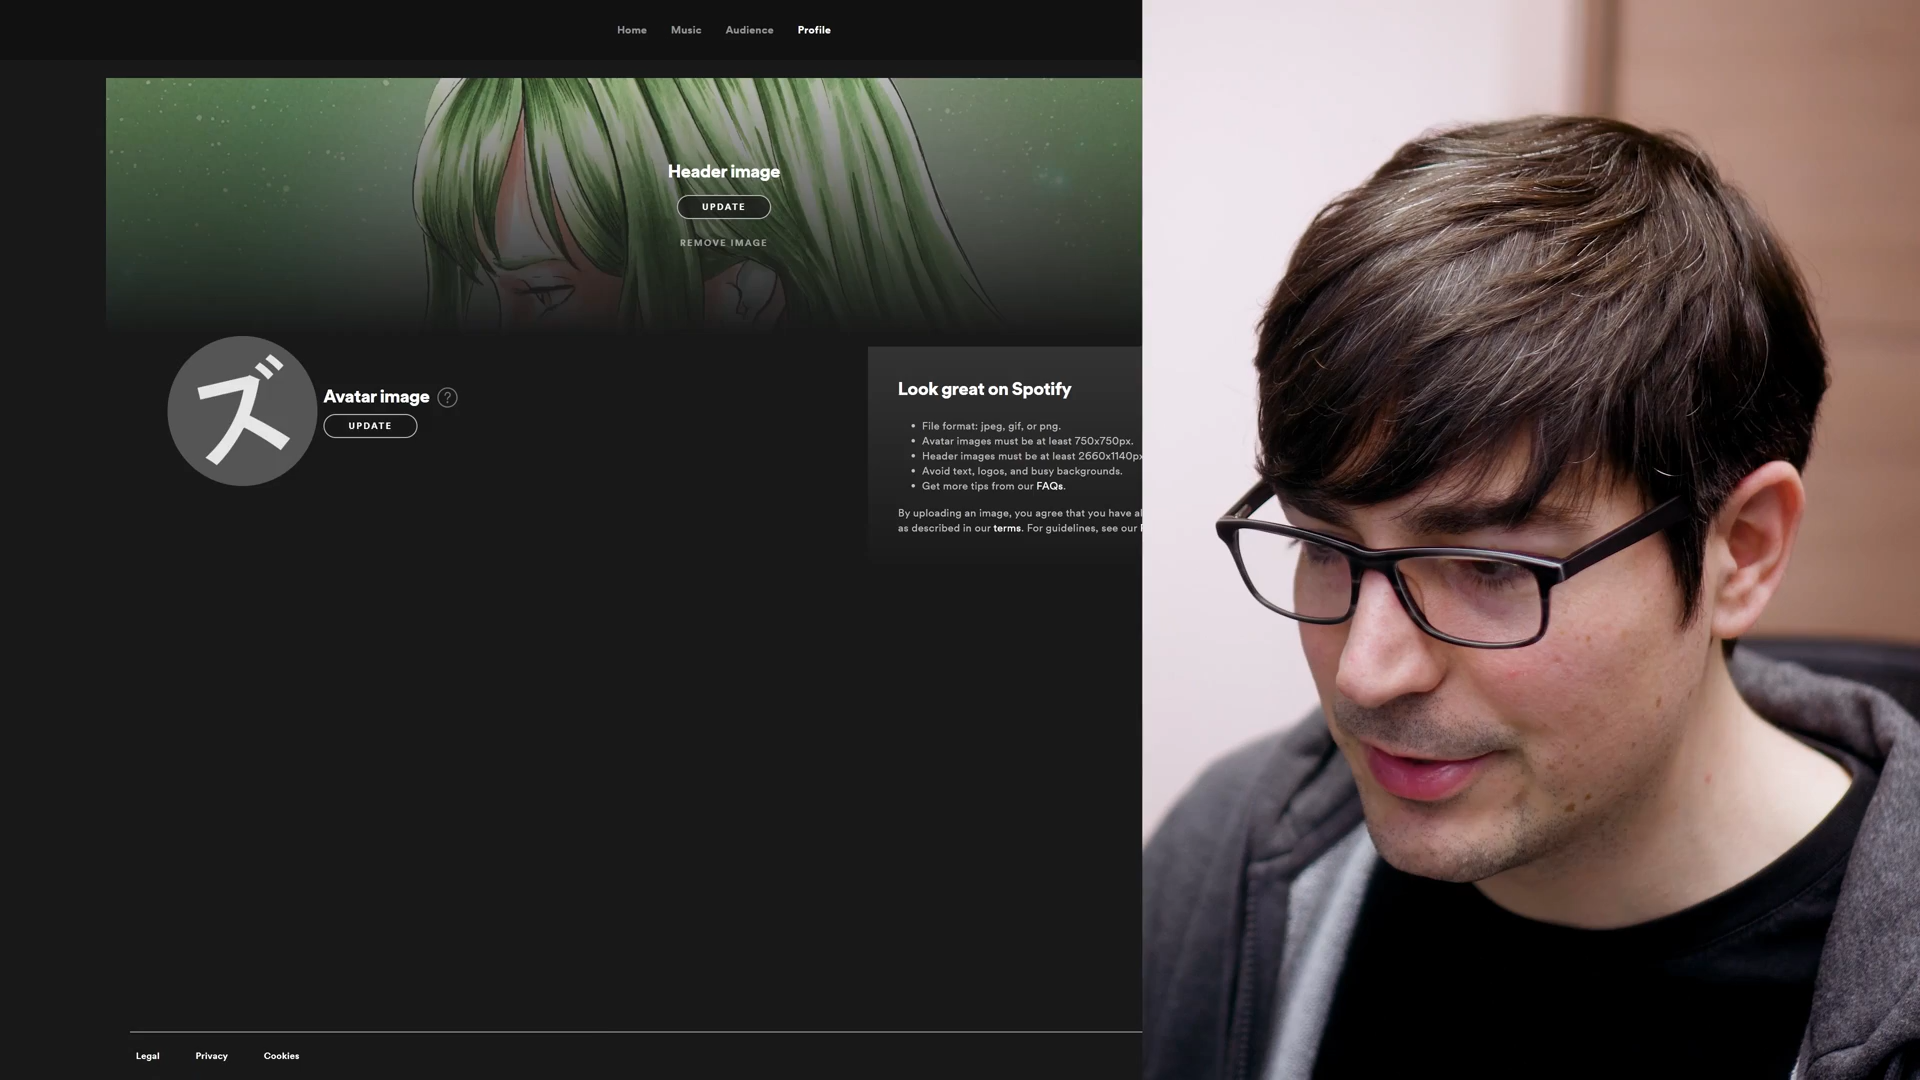 Home Music Audience Profile
Header image
UPDATE
REMOVE IMAGE
ズ
Avatar image ?
UPDATE
Look great on Spotify
• File format: jpeg, gif, or png.
• Avatar images must be at least 750x750px.
• Header images must be at least 2660x1140px
• Avoid text, logos, and busy backgrounds.
• Get more tips from our FAQs.
By uploading an image, you agree that you have
as described in our terms. For guidelines, see our
Legal Privacy Cookies